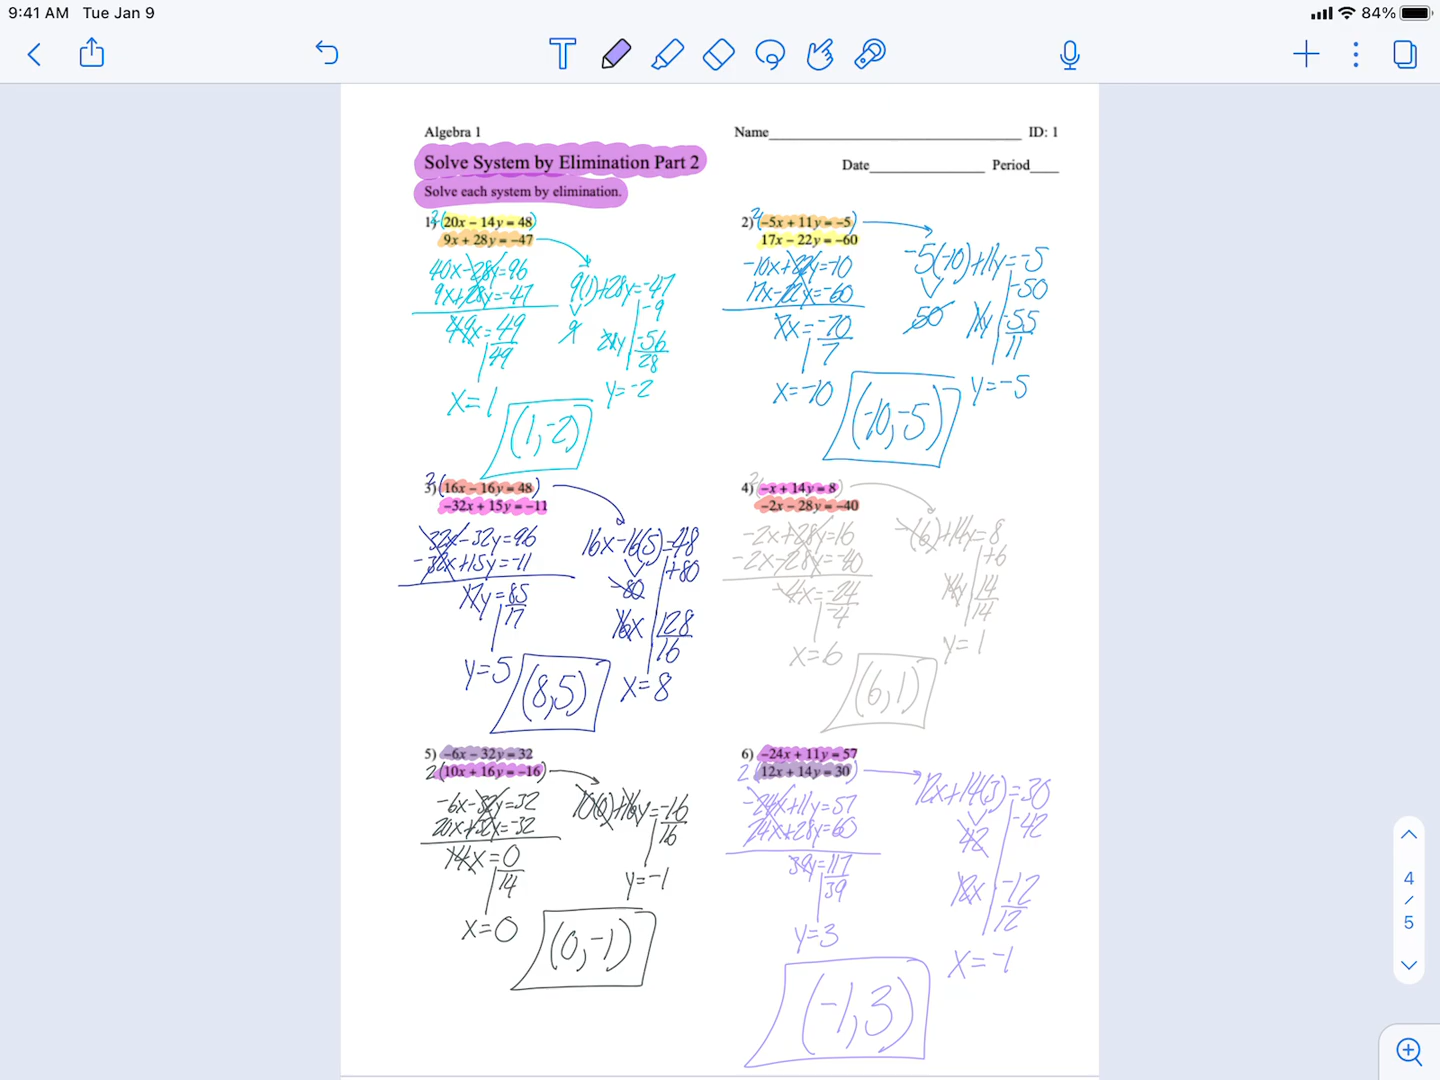 9:41 AM Tue Jan 9
84%
T
Algebra 1
Name ID: 1
Solve System by Elimination Part 2
Date Period
Solve each system by elimination.
1) 2(20x − 14y = 48)
9x + 28y = −47
40x-28y=96
9x+28y=-47
49x=49
49
x=1
9(1)+28y=-47
9
-9
28y -56
28
y=-2
(1,-2)
2) 2(−5x + 11y = −5)
17x − 22y = −60
-10x+22y=-10
17x-22y=-60
7x=-70
7
x=-10
-5(-10)+11y=-5
50
-50
11y -55
11
y=-5
(-10,-5)
3) 2(16x − 16y = 48)
−32x + 15y = −11
32x-32y=96
-32x+15y=-11
17y=85
17
y=5
16x-16(5)=48
-80
+80
16x 128
16
x=8
(8,5)
4) 2(−x + 14y = 8)
−2x − 28y = −40
-2x+28y=16
-2x-28y=-40
-4x=-24
-4
x=6
-(6)+14y=8
+6
14y 14
14
y=1
(6,1)
5) −6x − 32y = 32
2(10x + 16y = −16)
-6x-32y=32
20x+32y=-32
14x=0
14
x=0
10(0)+16y=-16
16
y=-1
(0,-1)
6) −24x + 11y = 57
2(12x + 14y = 30)
-24x+11y=57
24x+28y=60
39y=117
39
y=3
12x+14(3)=30
42
-42
12x -12
12
x=-1
(-1,3)
4
/
5